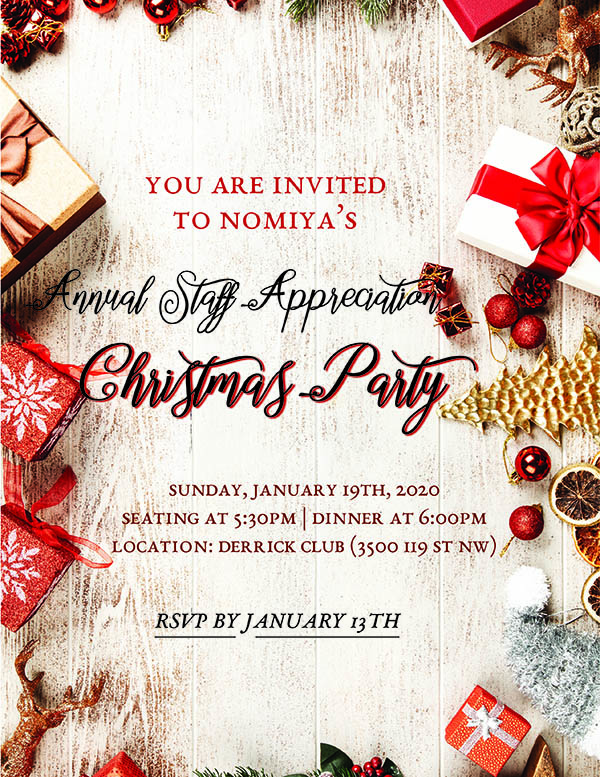 YOU ARE INVITED
TO NOMIYA'S
Annual Staff Appreciation
Christmas Party
SUNDAY, JANUARY 19TH, 2020
SEATING AT 5:30PM | DINNER AT 6:00PM
LOCATION: DERRICK CLUB (3500 119 ST NW)
RSVP BY JANUARY 13TH